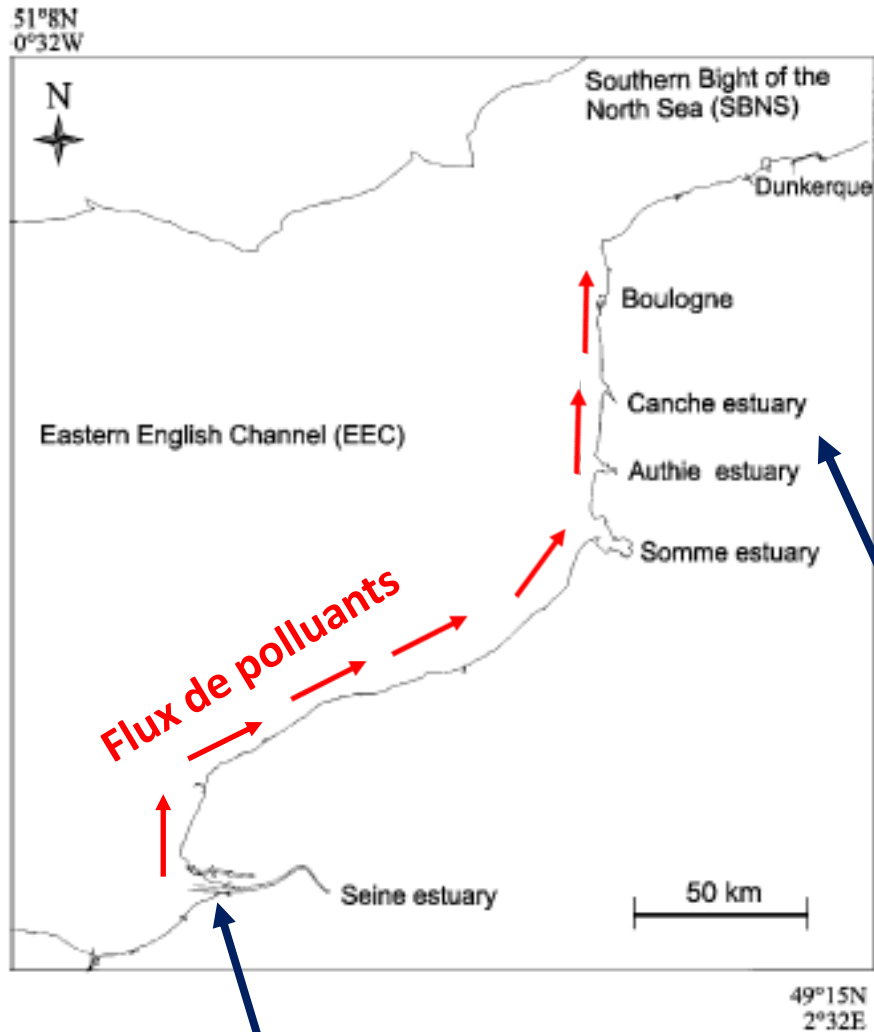 51°8N
0°32W
N
Southern Bight of the
North Sea (SBNS)
Dunkerque
Boulogne
Canche estuary
Eastern English Channel (EEC)
Authie estuary
Somme estuary
Flux de polluants
Seine estuary
50 km
49°15N
2°32E